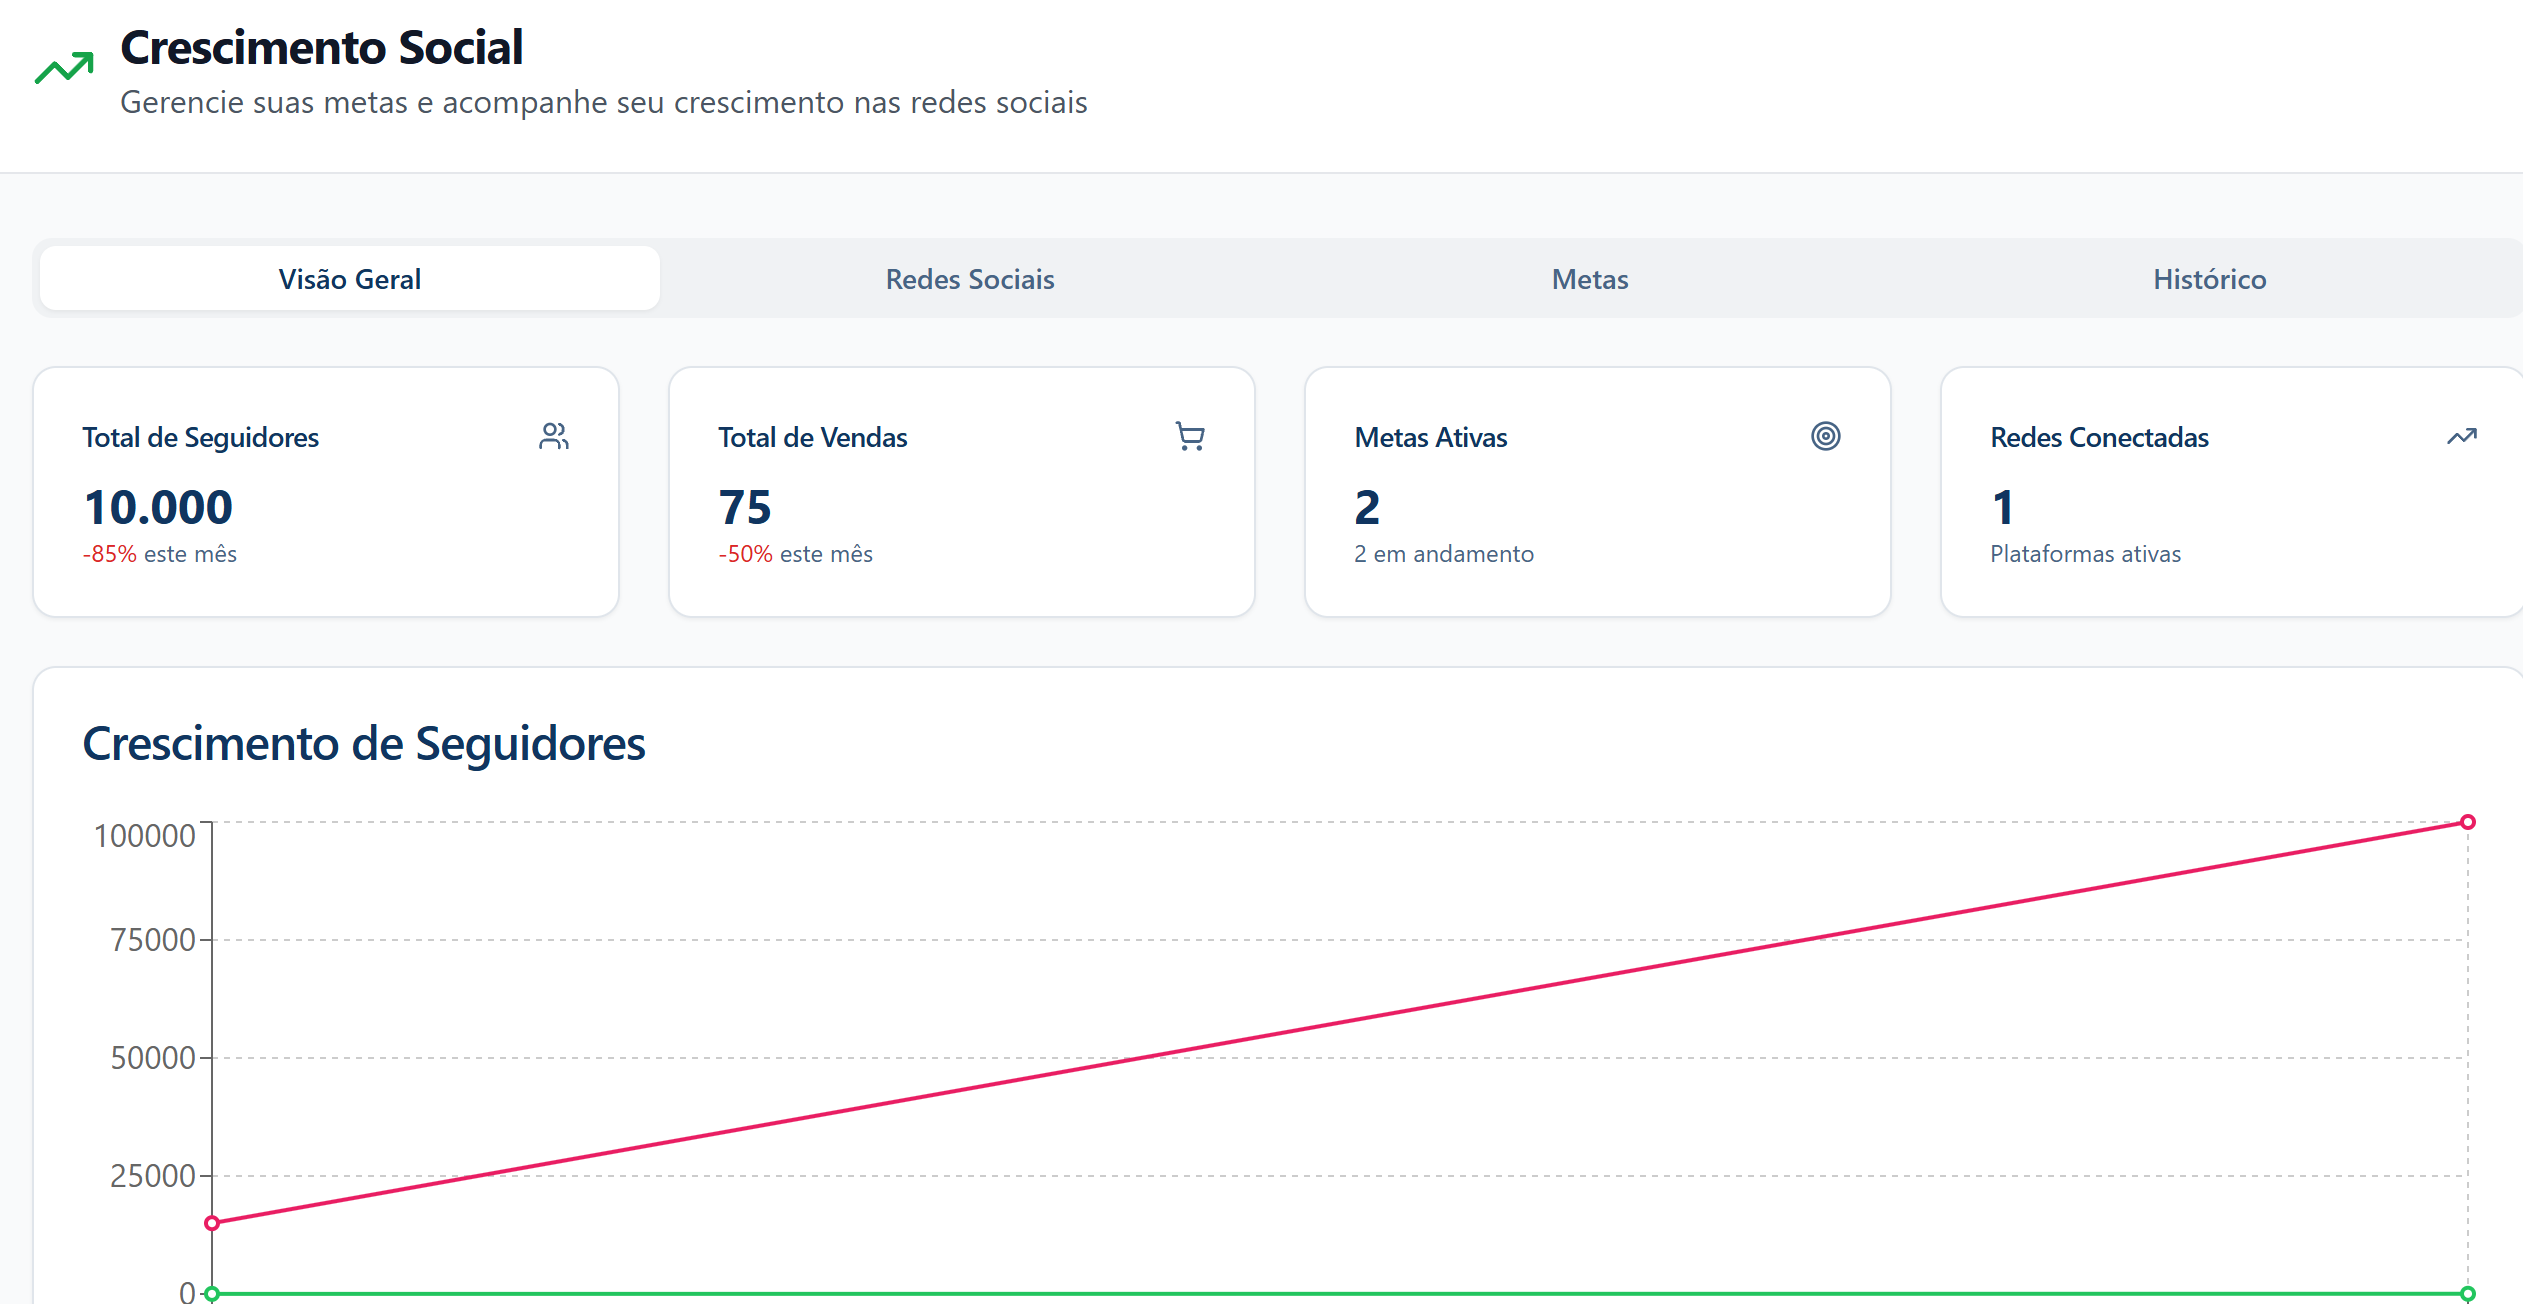 Crescimento Social
Gerencie suas metas e acompanhe seu crescimento nas redes sociais
Visão Geral
Redes Sociais
Metas
Histórico
Total de Seguidores
10.000
-85% este mês
Total de Vendas
75
-50% este mês
Metas Ativas
2
2 em andamento
Redes Conectadas
1
Plataformas ativas
Crescimento de Seguidores
100000
75000
50000
25000
0